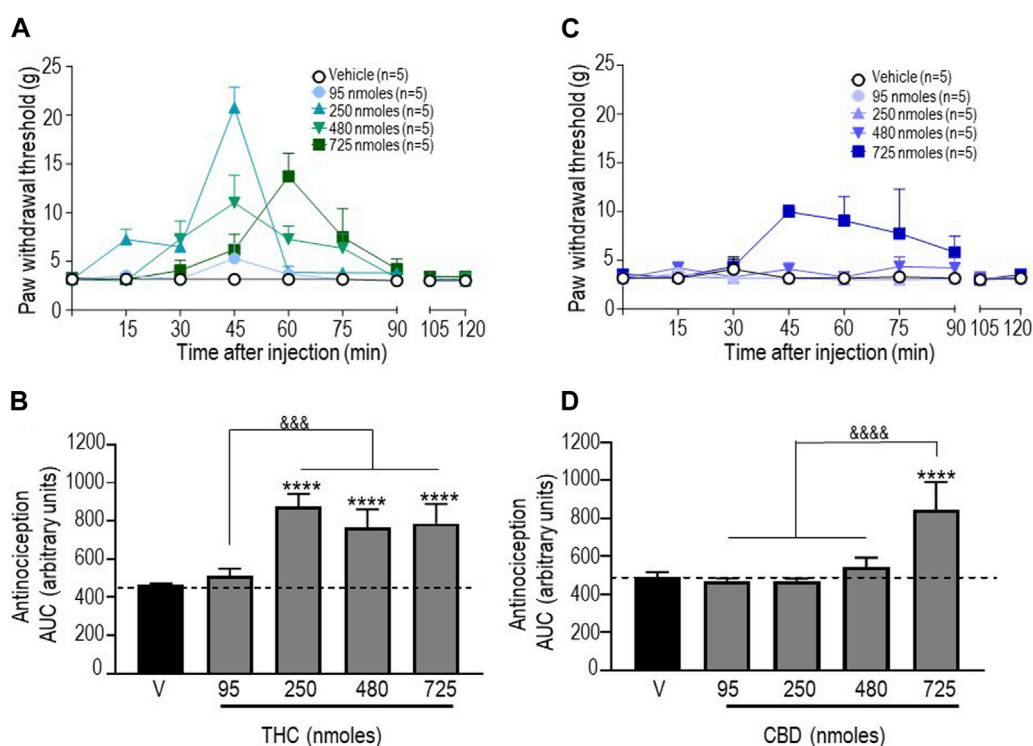 A
Paw withdrawal threshold (g)
25
20
15
10
5
0
Vehicle (n=5)
95 nmoles (n=5)
250 nmoles (n=5)
480 nmoles (n=5)
725 nmoles (n=5)
15 30 45 60 75 90 105 120
Time after injection (min)
C
Paw withdrawal threshold (g)
25
20
15
10
5
0
Vehicle (n=5)
95 nmoles (n=5)
250 nmoles (n=5)
480 nmoles (n=5)
725 nmoles (n=5)
15 30 45 60 75 90 105 120
Time after injection (min)
B
Antinociception
AUC (arbitrary units)
1200
1000
800
600
400
200
0
&&&
**** **** ****
V 95 250 480 725
THC (nmoles)
D
Antinociception
AUC (arbitrary units)
1200
1000
800
600
400
200
0
&&&&
****
V 95 250 480 725
CBD (nmoles)